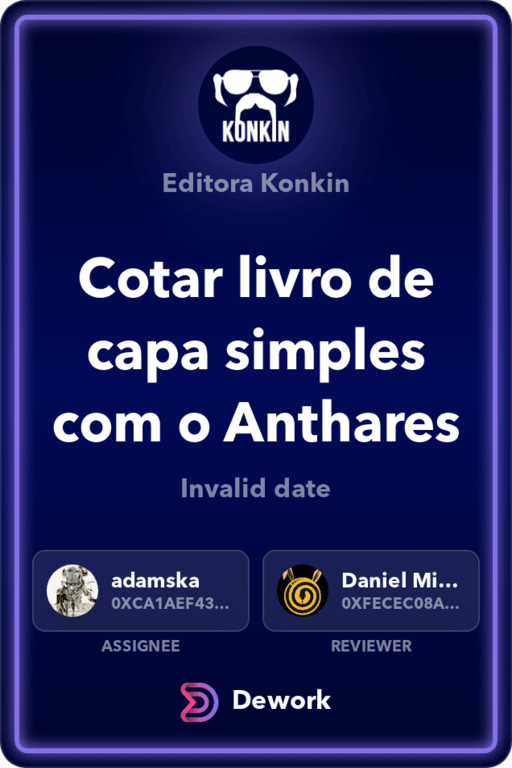 KONKIN
Editora Konkin
Cotar livro de
capa simples
com o Anthares
Invalid date
adamska
0XCA1AEF43...
ASSIGNEE
Daniel Mi...
0XFECEC08A...
REVIEWER
Dework